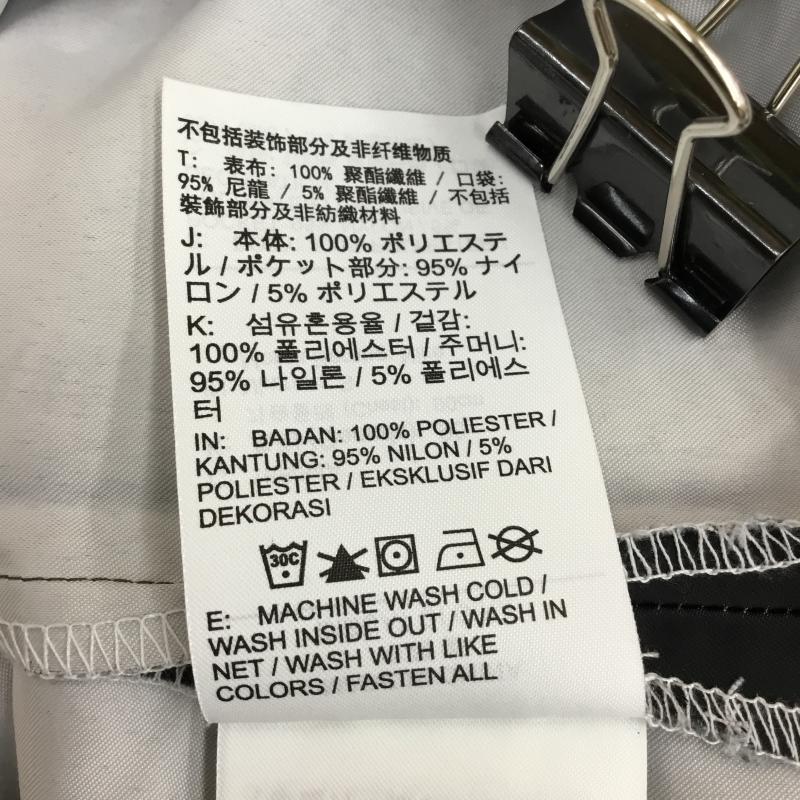 不包括装饰部分及非纤维物质
T: 表布: 100% 聚酯纖維 / 口袋:
95% 尼龍 / 5% 聚酯纖維 / 不包括
裝飾部分及非紡織材料
J: 本体: 100% ポリエステ
ル / ポケット部分: 95% ナイ
ロン / 5% ポリエステル
K: 섬유혼용율 / 겉감:
100% 폴리에스터 / 주머니:
95% 나일론 / 5% 폴리에스
터
IN: BADAN: 100% POLIESTER /
KANTUNG: 95% NILON / 5%
POLIESTER / EKSKLUSIF DARI
DEKORASI
30C
E: MACHINE WASH COLD /
WASH INSIDE OUT / WASH IN
NET / WASH WITH LIKE
COLORS / FASTEN ALL